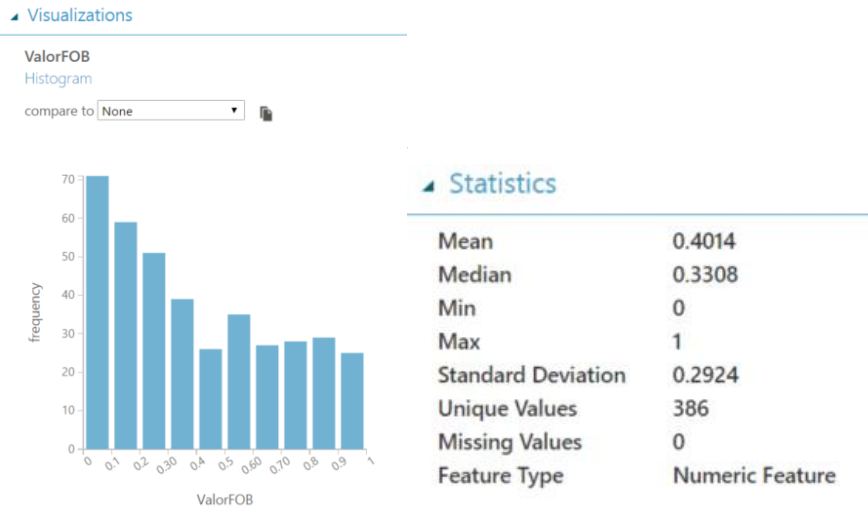 Visualizations
ValorFOB
Histogram
compare to None
frequency
70
60
50
40
30
20
10
0
0 0.1 0.2 0.30 0.4 0.5 0.60 0.70 0.8 0.9 1
ValorFOB
Statistics
Mean 0.4014
Median 0.3308
Min 0
Max 1
Standard Deviation 0.2924
Unique Values 386
Missing Values 0
Feature Type Numeric Feature